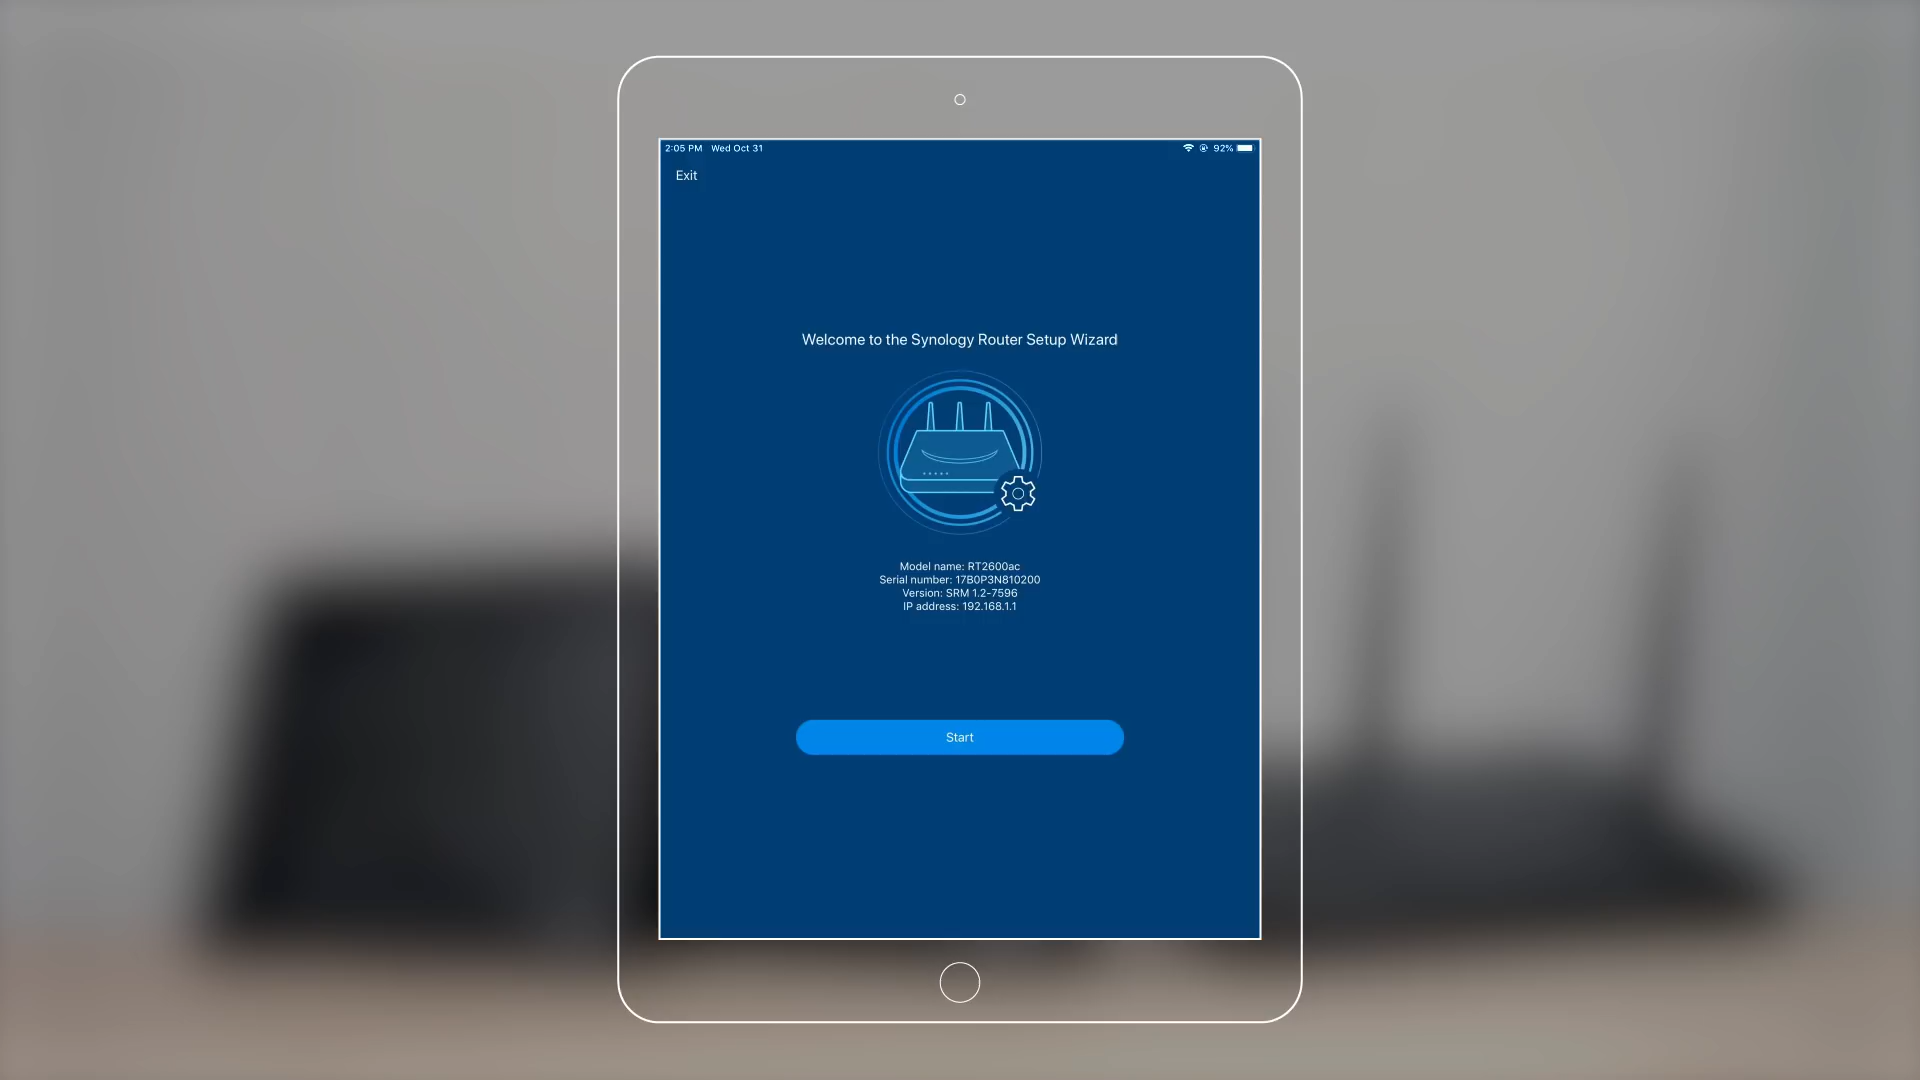 2:05 PM Wed Oct 31 92%
Exit
Welcome to the Synology Router Setup Wizard
Model name: RT2600ac
Serial number: 17B0P3N810200
Version: SRM 1.2-7596
IP address: 192.168.1.1
Start